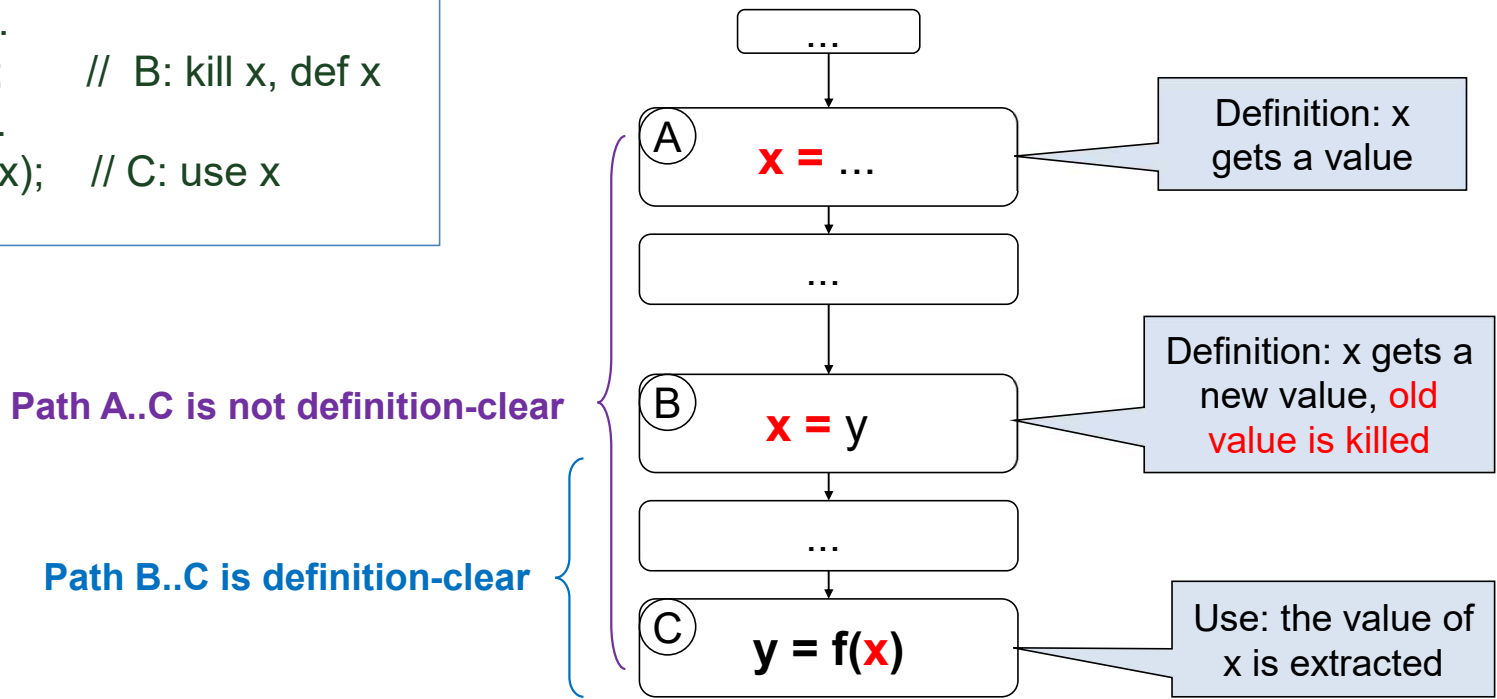 .
// B: kill x, def x
.
x); // C: use x
...
A
x = ...
Definition: x
gets a value
...
Path A..C is not definition-clear
B
x = y
Definition: x gets a
new value, old
value is killed
...
Path B..C is definition-clear
C
y = f(x)
Use: the value of
x is extracted